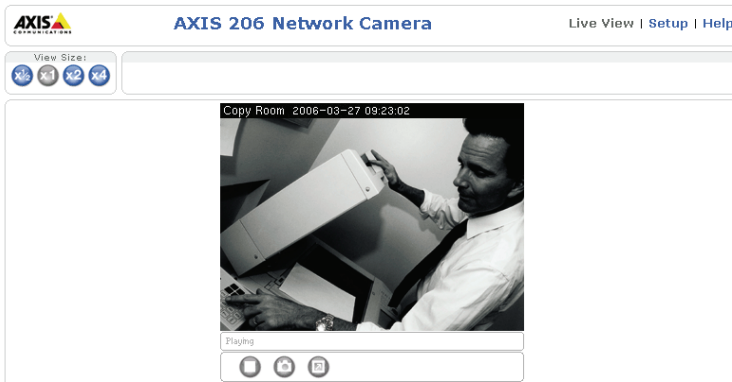 AXIS
COMMUNICATIONS
AXIS 206 Network Camera
Live View | Setup | Help
View Size:
x½ x1 x2 x4
Copy Room 2006-03-27 09:23:02
Playing